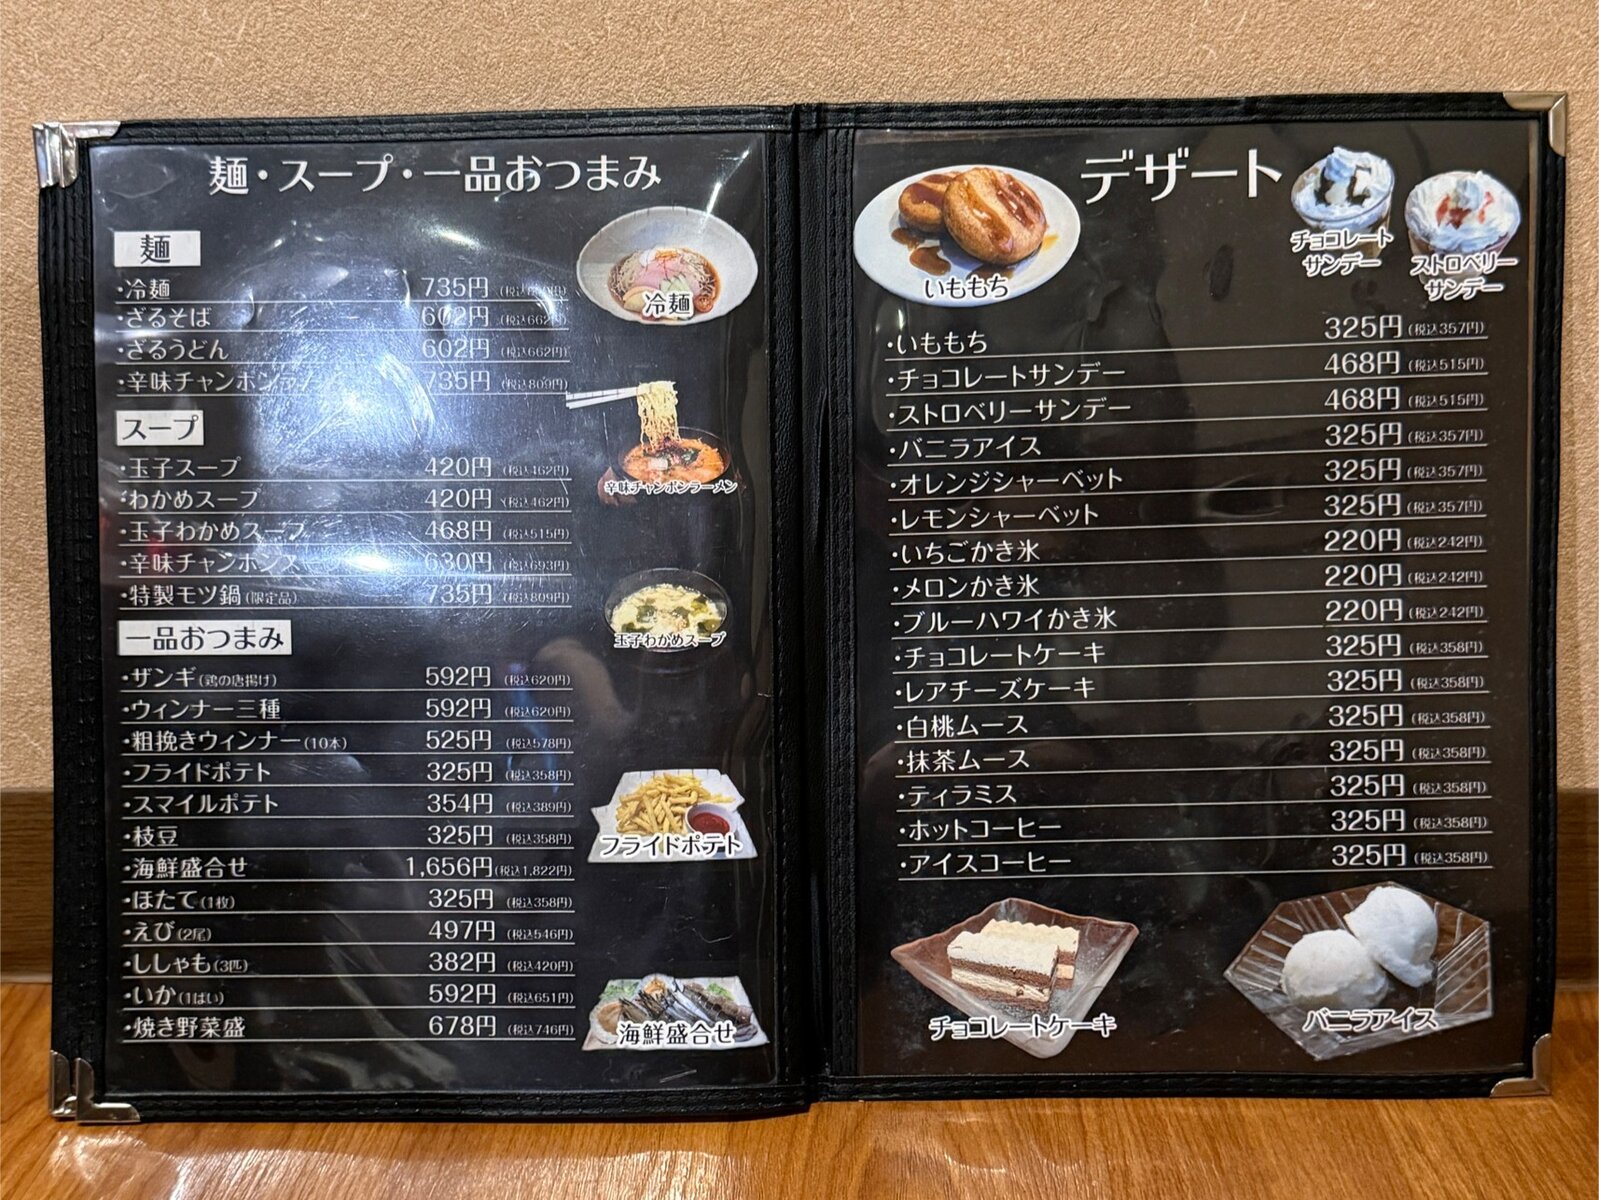 麺・スープ・一品おつまみ
麺
・冷麺 735円
・ざるそば 602円 (税込662円)
・ざるうどん 602円 (税込662円)
・辛味チャンポンラーメン 735円 (税込809円)
冷麺
辛味チャンポンラーメン
スープ
・玉子スープ 420円 (税込462円)
・わかめスープ 420円 (税込462円)
・玉子わかめスープ 468円 (税込515円)
・辛味チャンポンス 630円 (税込693円)
・特製モツ鍋(限定品) 735円 (税込809円)
玉子わかめスープ
一品おつまみ
・ザンギ(鶏の唐揚げ) 592円 (税込620円)
・ウィンナー三種 592円 (税込620円)
・粗挽きウィンナー(10本) 525円 (税込578円)
・フライドポテト 325円 (税込358円)
・スマイルポテト 354円 (税込389円)
・枝豆 325円 (税込358円)
・海鮮盛合せ 1,656円(税込1,822円)
・ほたて(1枚) 325円 (税込358円)
・えび(2尾) 497円 (税込546円)
・ししゃも(3匹) 382円 (税込420円)
・いか(1ぱい) 592円 (税込651円)
・焼き野菜盛 678円 (税込746円)
フライドポテト
海鮮盛合せ
デザート
いももち
チョコレート
サンデー
ストロベリー
サンデー
・いももち 325円(税込357円)
・チョコレートサンデー 468円(税込515円)
・ストロベリーサンデー 468円(税込515円)
・バニラアイス 325円(税込357円)
・オレンジシャーベット 325円(税込357円)
・レモンシャーベット 325円(税込357円)
・いちごかき氷 220円(税込242円)
・メロンかき氷 220円(税込242円)
・ブルーハワイかき氷 220円(税込242円)
・チョコレートケーキ 325円(税込358円)
・レアチーズケーキ 325円(税込358円)
・白桃ムース 325円(税込358円)
・抹茶ムース 325円(税込358円)
・ティラミス 325円(税込358円)
・ホットコーヒー 325円(税込358円)
・アイスコーヒー 325円(税込358円)
チョコレートケーキ
バニラアイス